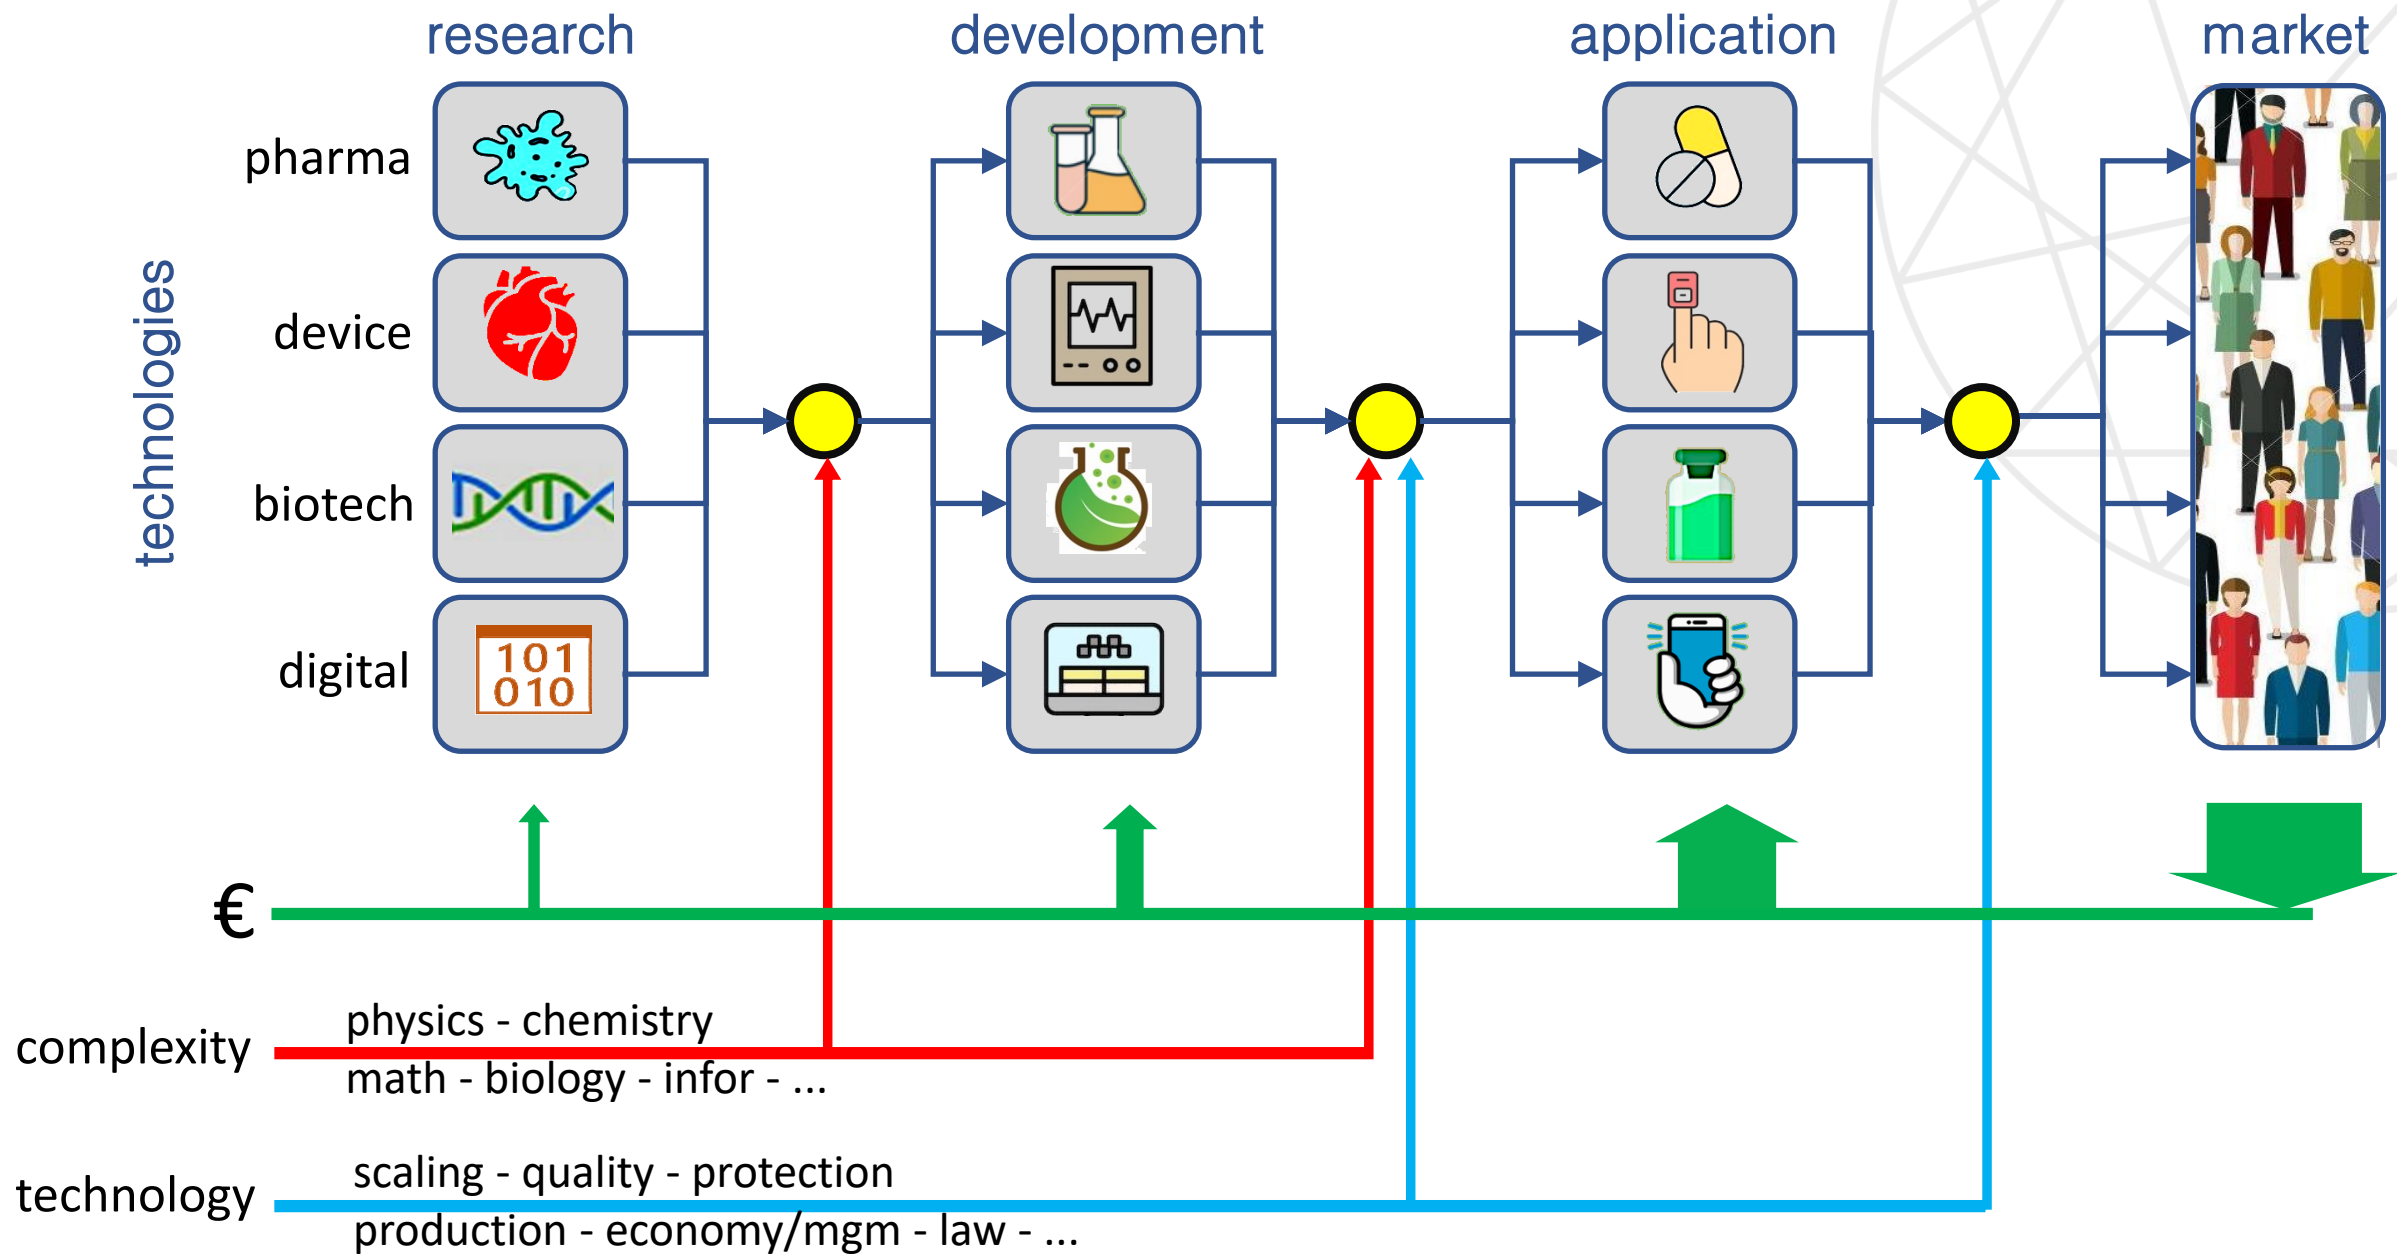 research
development
application
market
technologies
pharma
device
biotech
digital
101
010
€
complexity
physics - chemistry
math - biology - infor - ...
technology
scaling - quality - protection
production - economy/mgm - law - ...